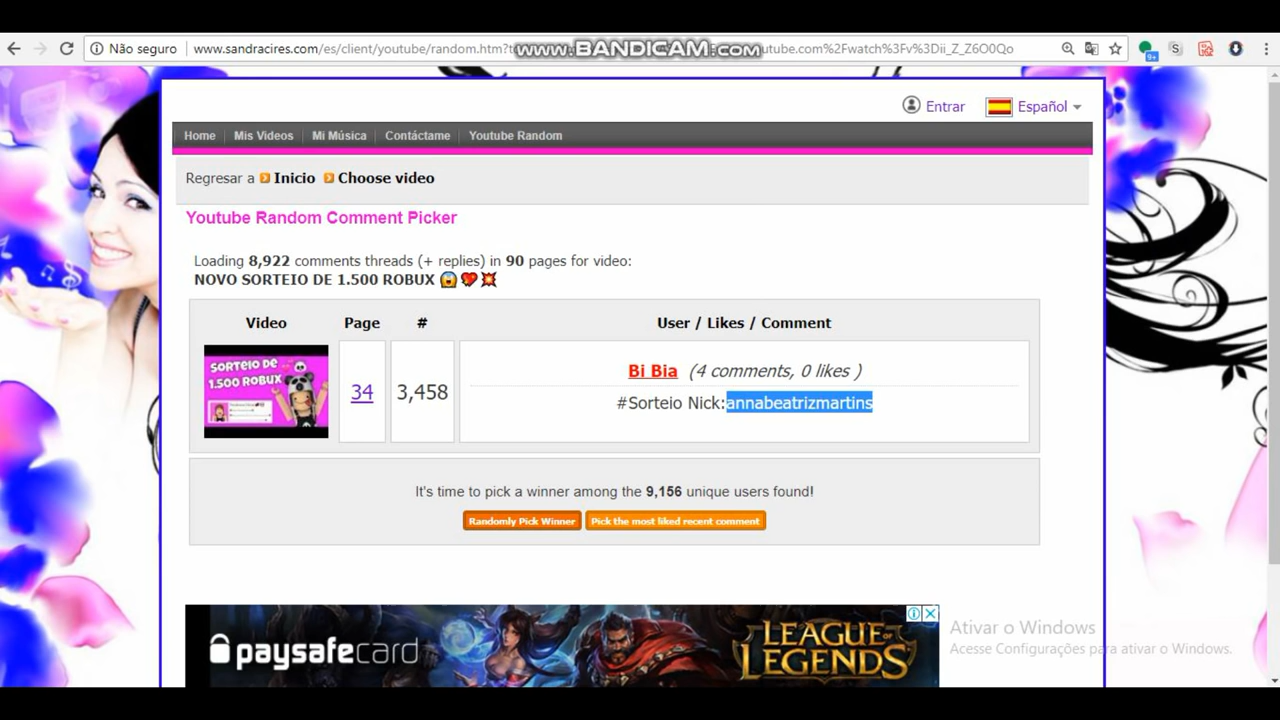 Não seguro www.sandracires.com/es/client/youtube/random.htm?t
www.BANDICAM.com
utube.com%2Fwatch%3Fv%3Dii_Z_Z6O0Qo
9+
Entrar Español
Home Mis Videos Mi Música Contáctame Youtube Random
Regresar a Inicio Choose video
Youtube Random Comment Picker
Loading 8,922 comments threads (+ replies) in 90 pages for video:
NOVO SORTEIO DE 1.500 ROBUX 😱💖💥
Video Page # User / Likes / Comment
SORTEIO DE
1.500 ROBUX
34 3,458
Bi Bia (4 comments, 0 likes )
#Sorteio Nick:annabeatrizmartins
It's time to pick a winner among the 9,156 unique users found!
Randomly Pick Winner Pick the most liked recent comment
paysafecard
LEAGUE OF
LEGENDS
Ativar o Windows
Acesse Configurações para ativar o Windows.